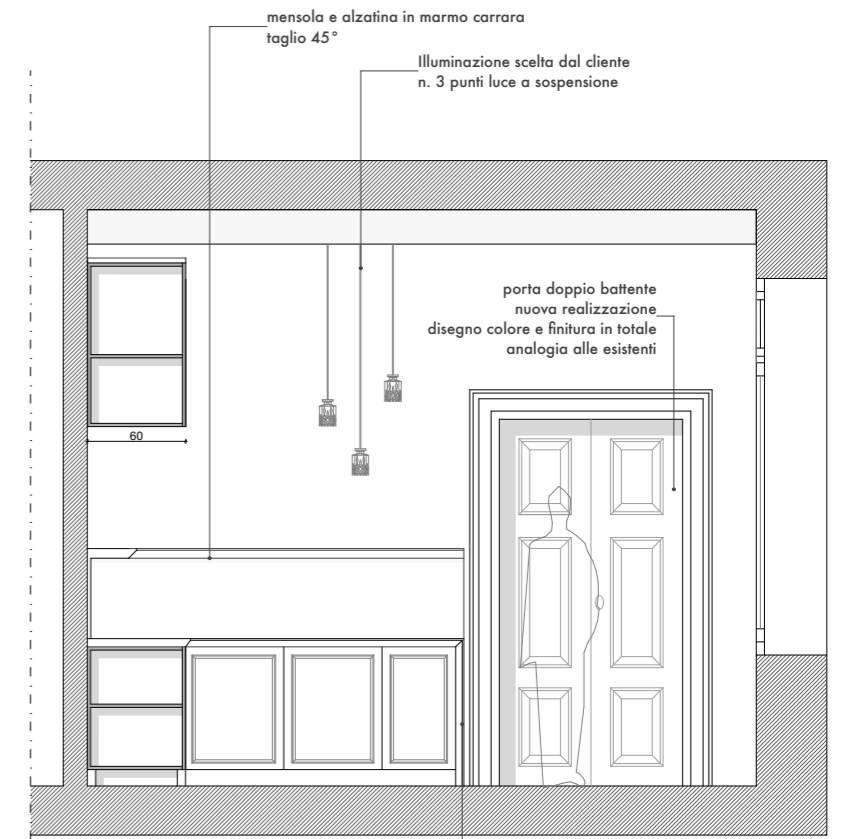 mensola e alzatina in marmo carrara
taglio 45°
Illuminazione scelta dal cliente
n. 3 punti luce a sospensione
porta doppio battente
nuova realizzazione
disegno colore e finitura in totale
analogia alle esistenti
60